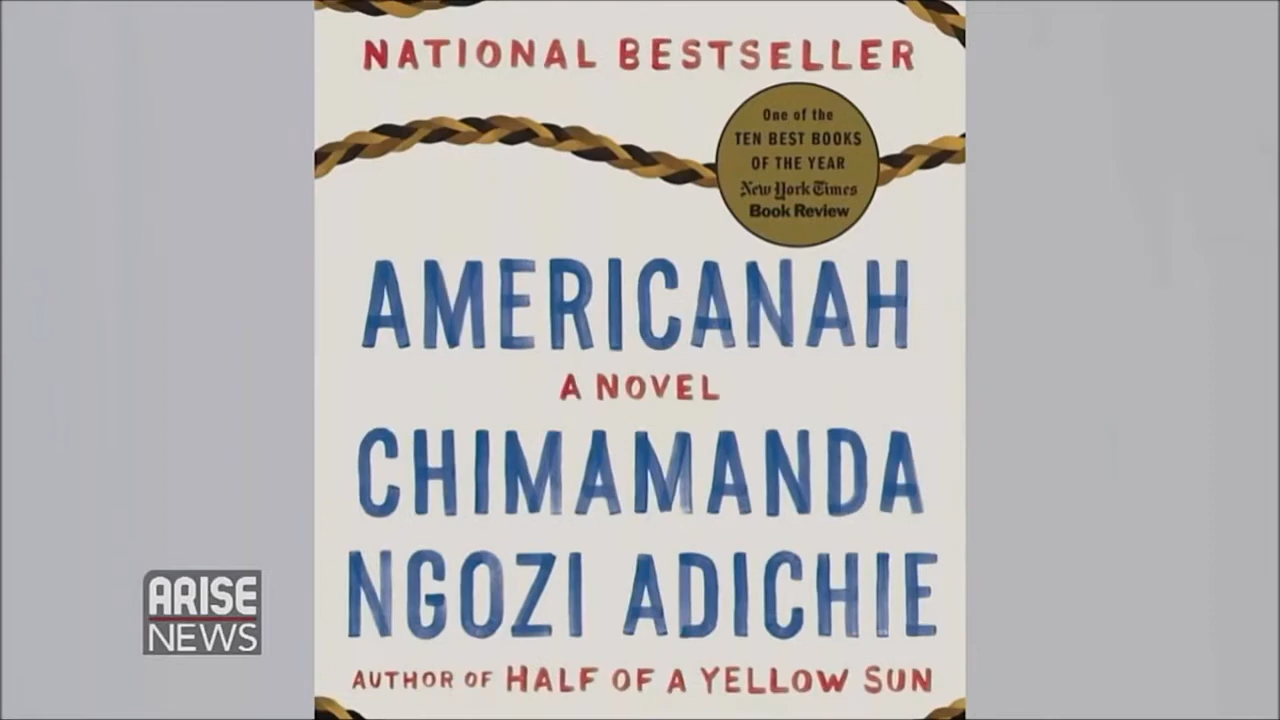 NATIONAL BESTSELLER
One of the
TEN BEST BOOKS
OF THE YEAR
New York Times
Book Review
AMERICANAH
A NOVEL
CHIMAMANDA
NGOZI ADICHIE
AUTHOR OF HALF OF A YELLOW SUN
ARISE
NEWS